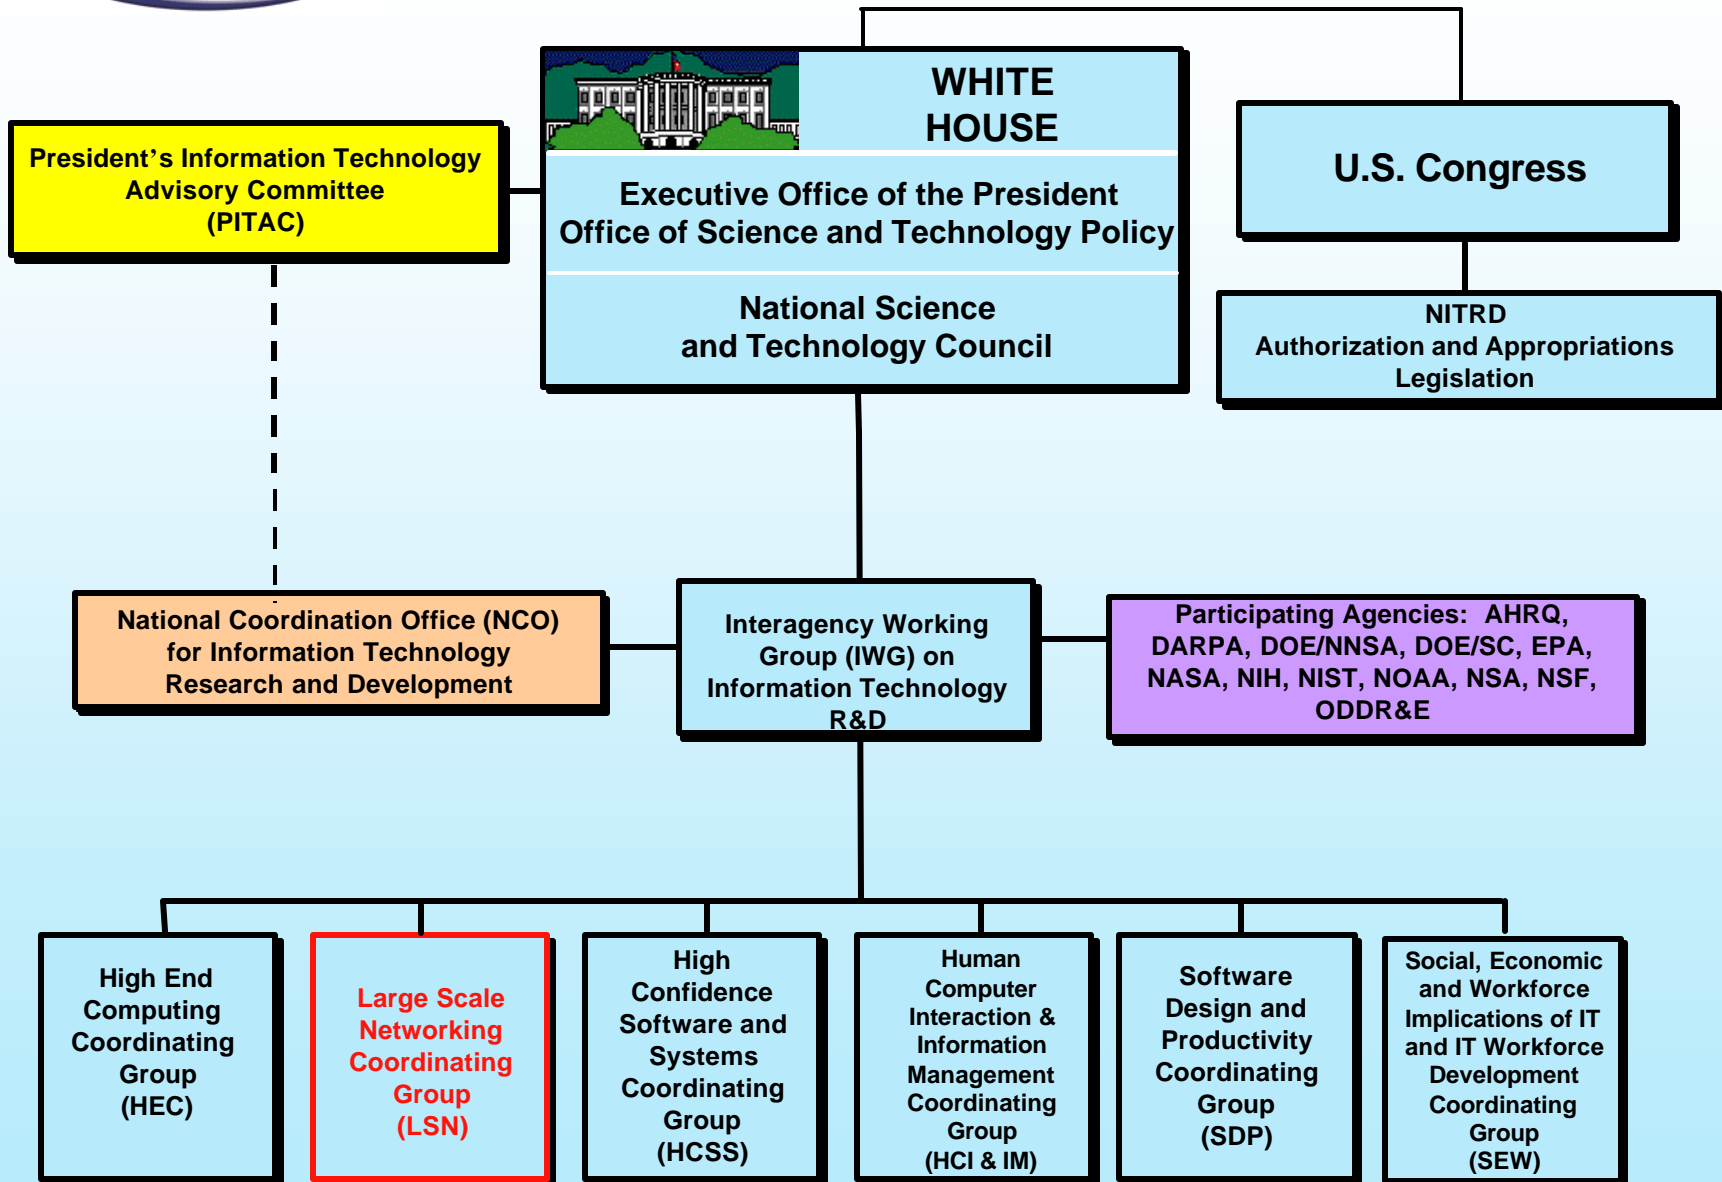 WHITE
HOUSE
President’s Information Technology
Advisory Committee
(PITAC)
Executive Office of the President
Office of Science and Technology Policy
National Science
and Technology Council
U.S. Congress
NITRD
Authorization and Appropriations
Legislation
National Coordination Office (NCO)
for Information Technology
Research and Development
Interagency Working
Group (IWG) on
Information Technology
R&D
Participating Agencies: AHRQ,
DARPA, DOE/NNSA, DOE/SC, EPA,
NASA, NIH, NIST, NOAA, NSA, NSF,
ODDR&E
High End
Computing
Coordinating
Group
(HEC)
Large Scale
Networking
Coordinating
Group
(LSN)
High
Confidence
Software and
Systems
Coordinating
Group
(HCSS)
Human
Computer
Interaction &
Information
Management
Coordinating
Group
(HCI & IM)
Software
Design and
Productivity
Coordinating
Group
(SDP)
Social, Economic
and Workforce
Implications of IT
and IT Workforce
Development
Coordinating
Group
(SEW)